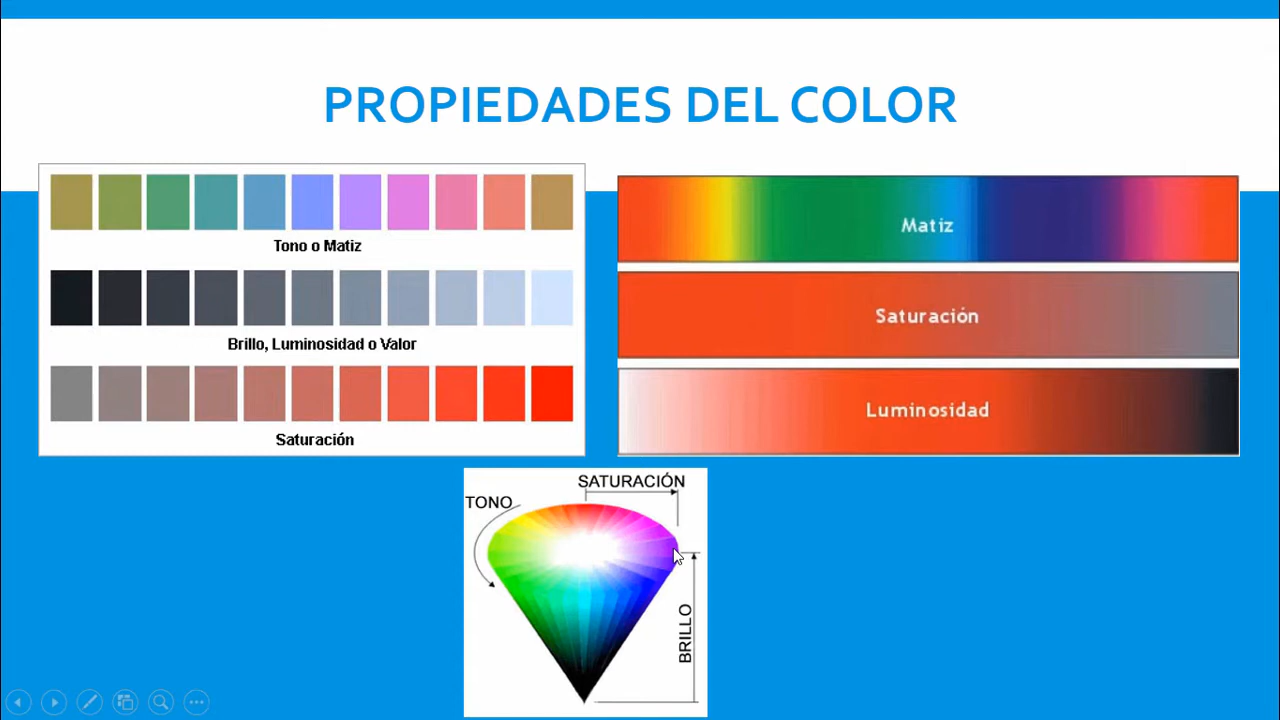 PROPIEDADES DEL COLOR
Tono o Matiz
Brillo, Luminosidad o Valor
Saturación
Matiz
Saturación
Luminosidad
SATURACIÓN
TONO
BRILLO